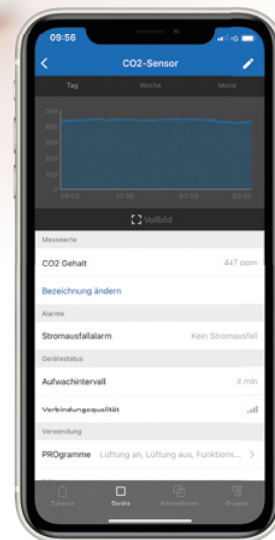 09:56
CO2-Sensor
Tag Woche Monat
500
400
300
200
100
0
09:55 17:55 01:55 09:55
Vollbild
Messwerte
CO2 Gehalt 447 ppm
Bezeichnung ändern
Alarme
Stromausfallalarm Kein Stromausfall
Gerätestatus
Aufwachintervall 4 min
Verbindungsqualität
Verwendung
PROgramme Lüftung an, Lüftung aus, Funktions...
Zuhause Geräte Automationen Gruppen